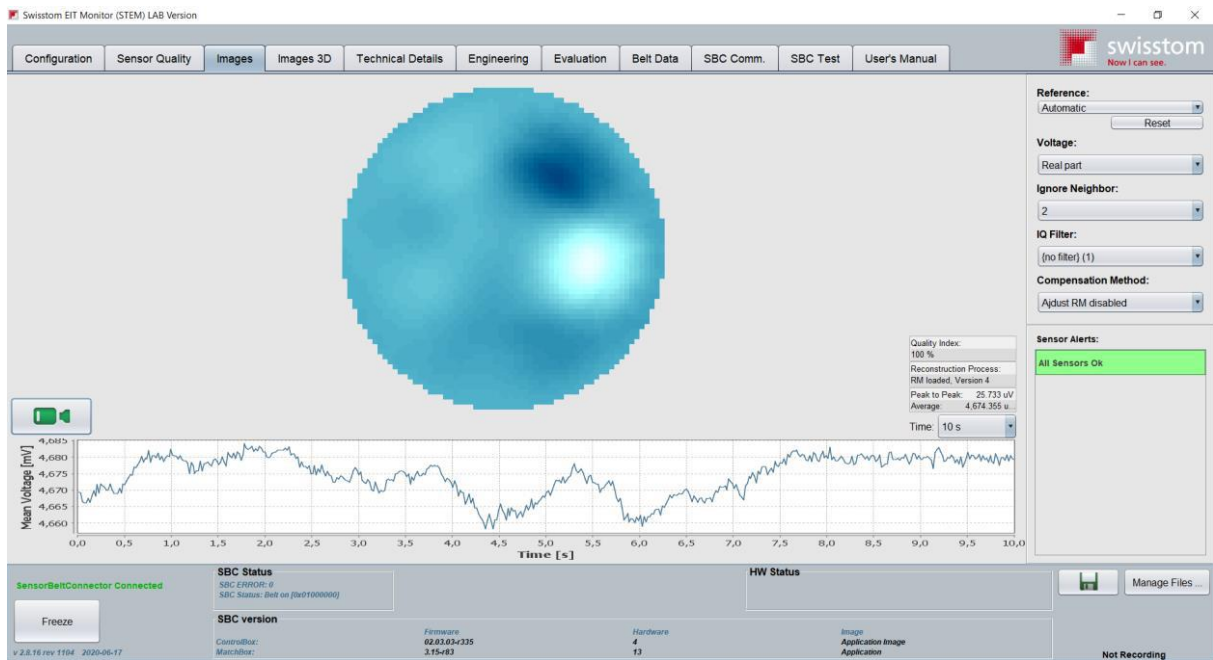 Swisstom EIT Monitor (STEM) LAB Version
Configuration Sensor Quality Images Images 3D Technical Details Engineering Evaluation Belt Data SBC Comm. SBC Test User's Manual
swisstom
Now I can see.
Reference:
Automatic
Reset
Voltage:
Real part
Ignore Neighbor:
2
IQ Filter:
(no filter) (1)
Compensation Method:
Ajdust RM disabled
Sensor Alerts:
All Sensors Ok
Quality Index:
100 %
Reconstruction Process:
RM loaded, Version 4
Peak to Peak: 25.733 uV
Average: 4,674.355 u...
Time: 10 s
Mean Voltage [mV]
4,685
4,680
4,675
4,670
4,665
4,660
0,0 0,5 1,0 1,5 2,0 2,5 3,0 3,5 4,0 4,5 5,0 5,5 6,0 6,5 7,0 7,5 8,0 8,5 9,0 9,5 10,0
Time [s]
SensorBeltConnector Connected
Freeze
v 2.8.16 rev 1104 2020-06-17
SBC Status
SBC ERROR: 0
SBC Status: Belt on [0x01000000]
HW Status
SBC version
Firmware Hardware Image
ControlBox: 02.03.03-r335 4 Application Image
MatchBox: 3.15-r83 13 Application
Manage Files ...
Not Recording